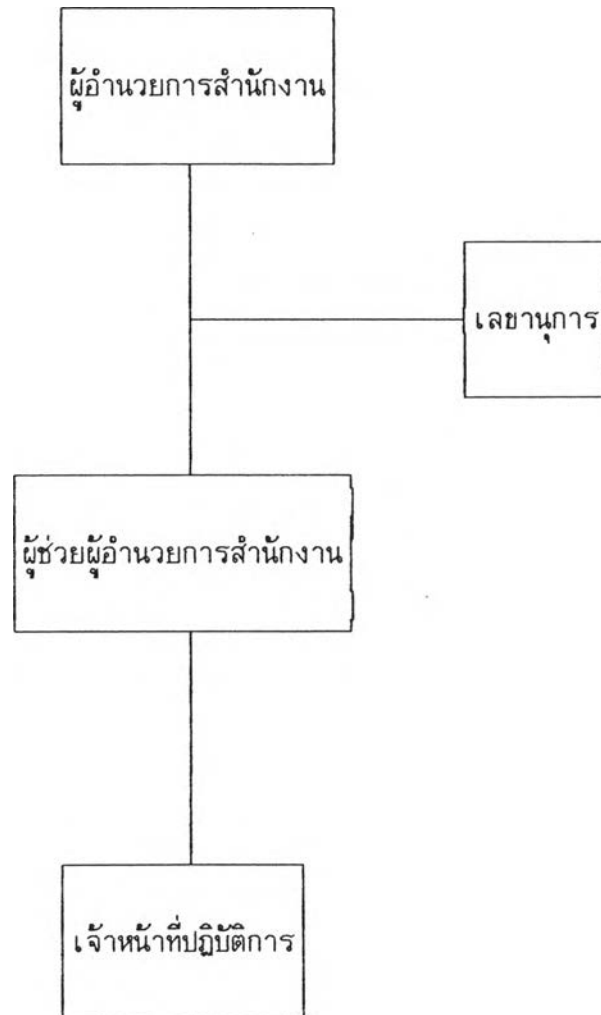 ผู้อำนวยการสำนักงาน
เลขานุการ
ผู้ช่วยผู้อำนวยการสำนักงาน
เจ้าหน้าที่ปฏิบัติการ